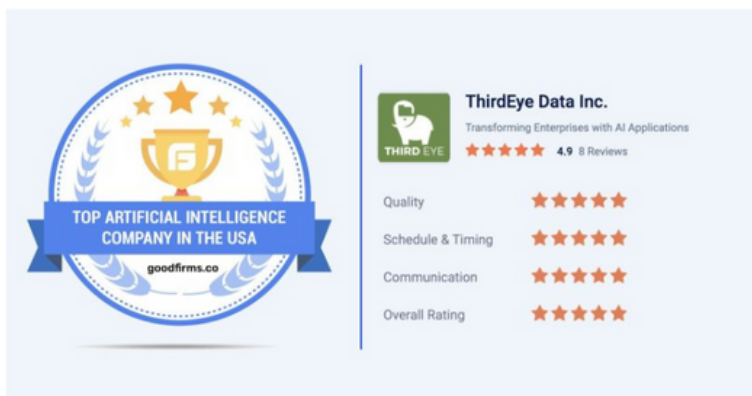 TOP ARTIFICIAL INTELLIGENCE
COMPANY IN THE USA
goodfirms.co
THIRD EYE
ThirdEye Data Inc.
Transforming Enterprises with AI Applications
4.9 8 Reviews
Quality
Schedule & Timing
Communication
Overall Rating